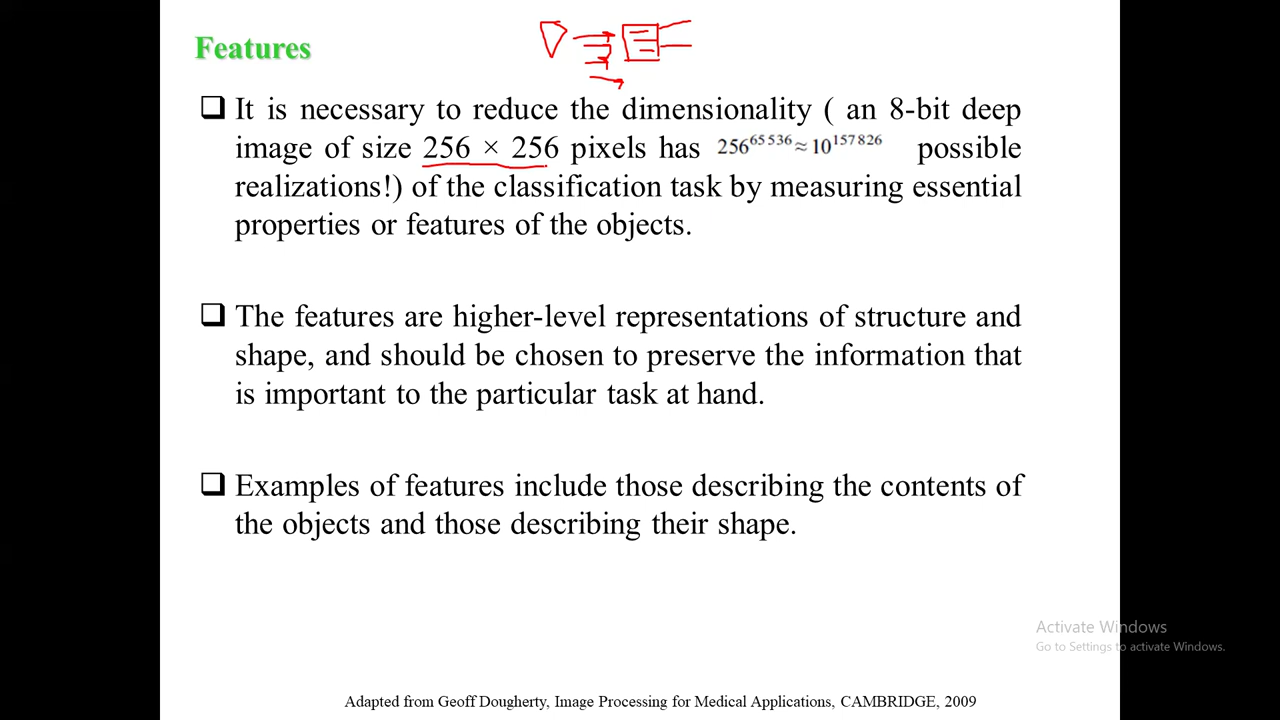 Features
❑ It is necessary to reduce the dimensionality ( an 8-bit deep
image of size 256 × 256 pixels has 256^65 536 ≈ 10^157 826 possible
realizations!) of the classification task by measuring essential
properties or features of the objects.
❑ The features are higher-level representations of structure and
shape, and should be chosen to preserve the information that
is important to the particular task at hand.
❑ Examples of features include those describing the contents of
the objects and those describing their shape.
Activate Windows
Go to Settings to activate Windows.
Adapted from Geoff Dougherty, Image Processing for Medical Applications, CAMBRIDGE, 2009